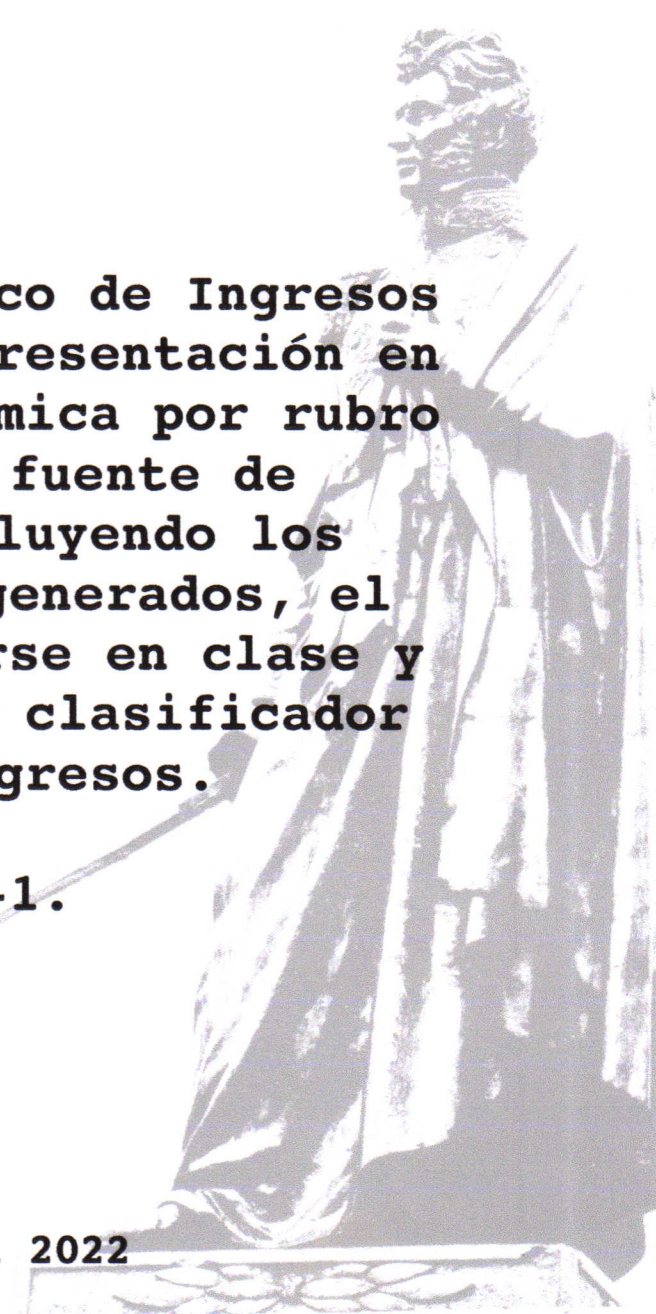 co de Ingresos
resentación en
mica por rubro
fuente de
luyendo los
generados, el
rse en clase y
clasificador
gresos.
-1.
2022